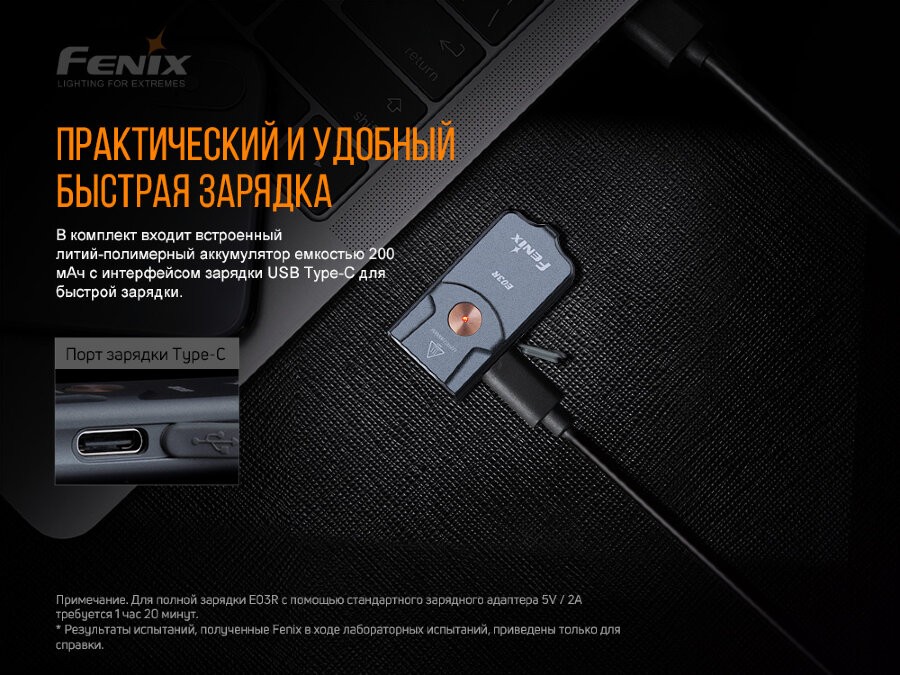 FENIX
LIGHTING FOR EXTREMES
return
shift
ПРАКТИЧЕСКИЙ И УДОБНЫЙ
БЫСТРАЯ ЗАРЯДКА
В комплект входит встроенный
литий-полимерный аккумулятор емкостью 200
мАч с интерфейсом зарядки USB Type-C для
быстрой зарядки.
FENIX
E03R
Порт зарядки Type-C
Примечание. Для полной зарядки E03R с помощью стандартного зарядного адаптера 5V / 2A
требуется 1 час 20 минут.
* Результаты испытаний, полученные Fenix в ходе лабораторных испытаний, приведены только для
справки.